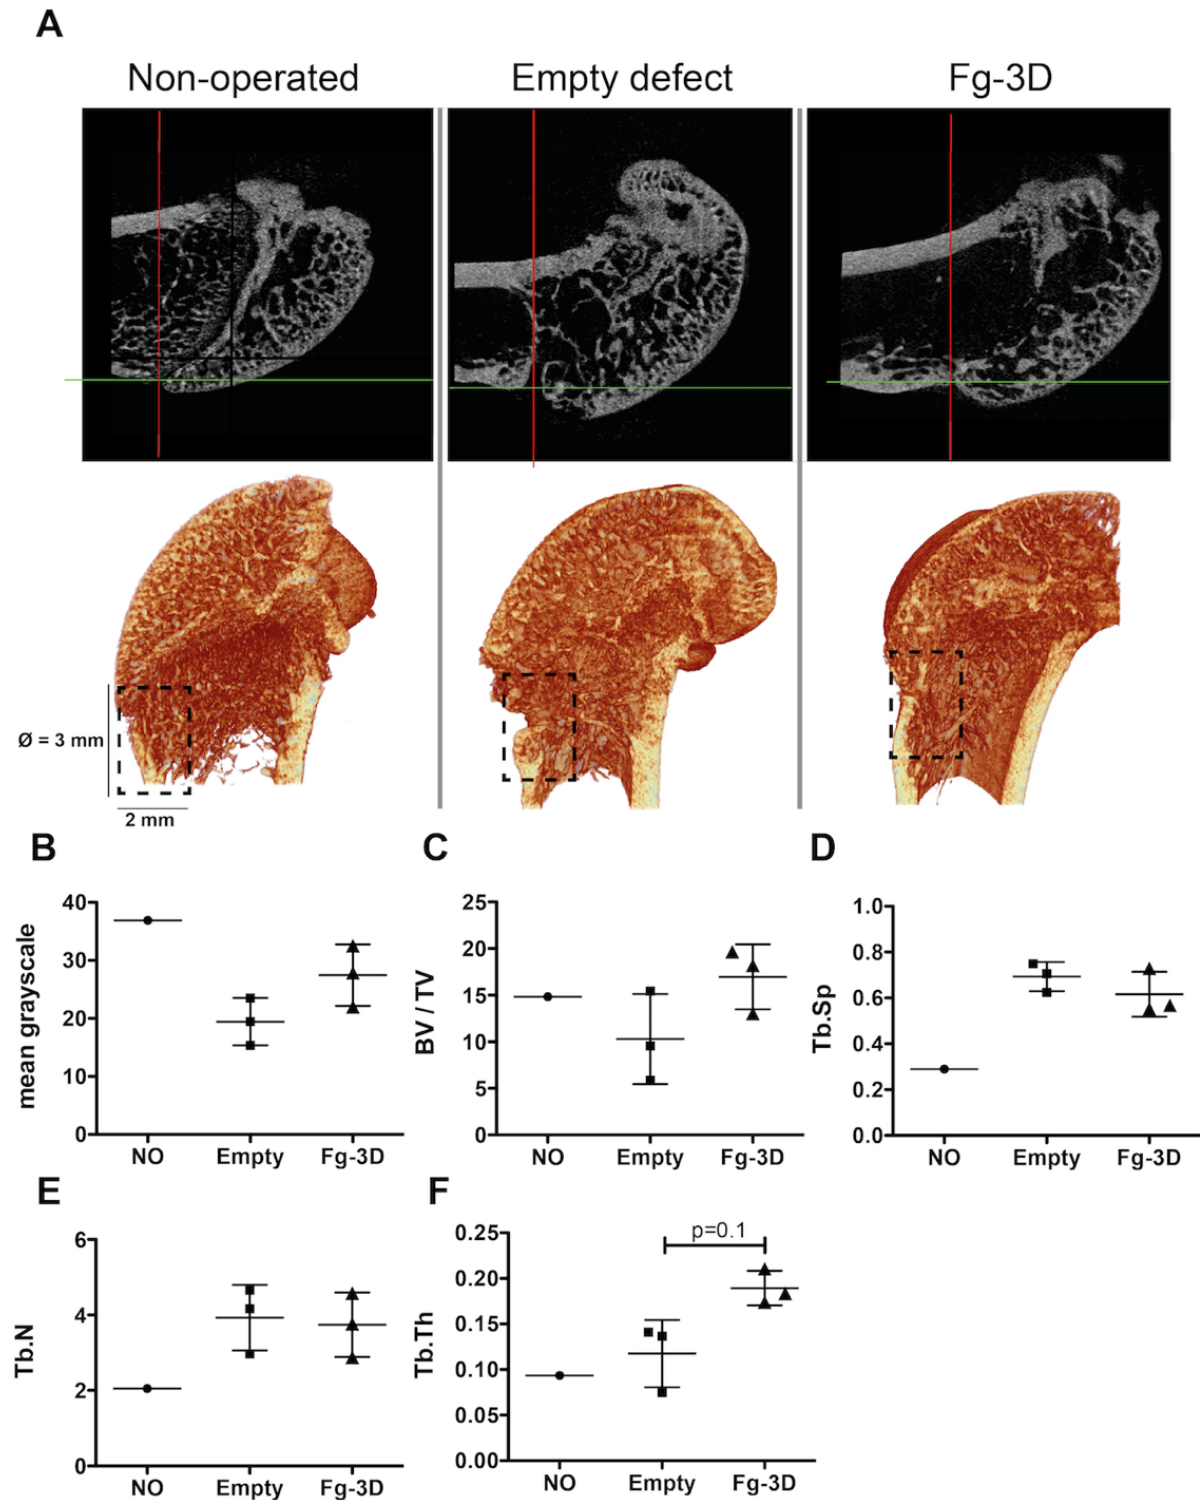 A
Non-operated Empty defect Fg-3D
Ø = 3 mm
2 mm
B
mean grayscale
40
30
20
10
0
NO Empty Fg-3D
C
BV / TV
25
20
15
10
5
0
NO Empty Fg-3D
D
Tb.Sp
1.0
0.8
0.6
0.4
0.2
0.0
NO Empty Fg-3D
E
Tb.N
6
4
2
0
NO Empty Fg-3D
F
Tb.Th
0.25
0.20
0.15
0.10
0.05
0.00
p=0.1
NO Empty Fg-3D